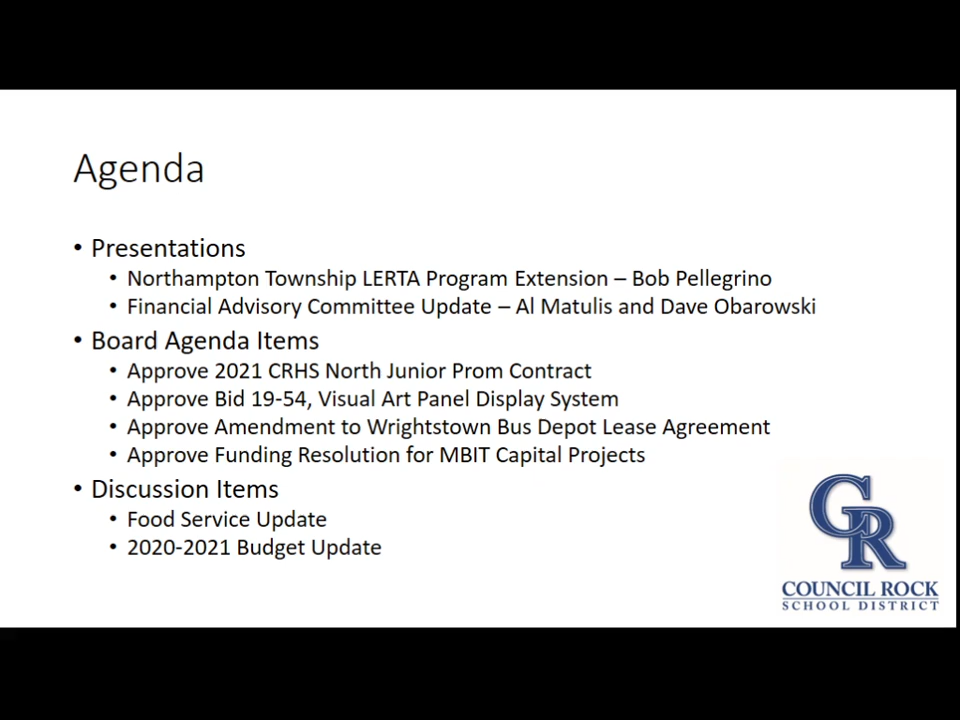 Agenda
• Presentations
• Northampton Township LERTA Program Extension – Bob Pellegrino
• Financial Advisory Committee Update – Al Matulis and Dave Obarowski
• Board Agenda Items
• Approve 2021 CRHS North Junior Prom Contract
• Approve Bid 19-54, Visual Art Panel Display System
• Approve Amendment to Wrightstown Bus Depot Lease Agreement
• Approve Funding Resolution for MBIT Capital Projects
• Discussion Items
• Food Service Update
• 2020-2021 Budget Update
CR
COUNCIL ROCK
SCHOOL DISTRICT